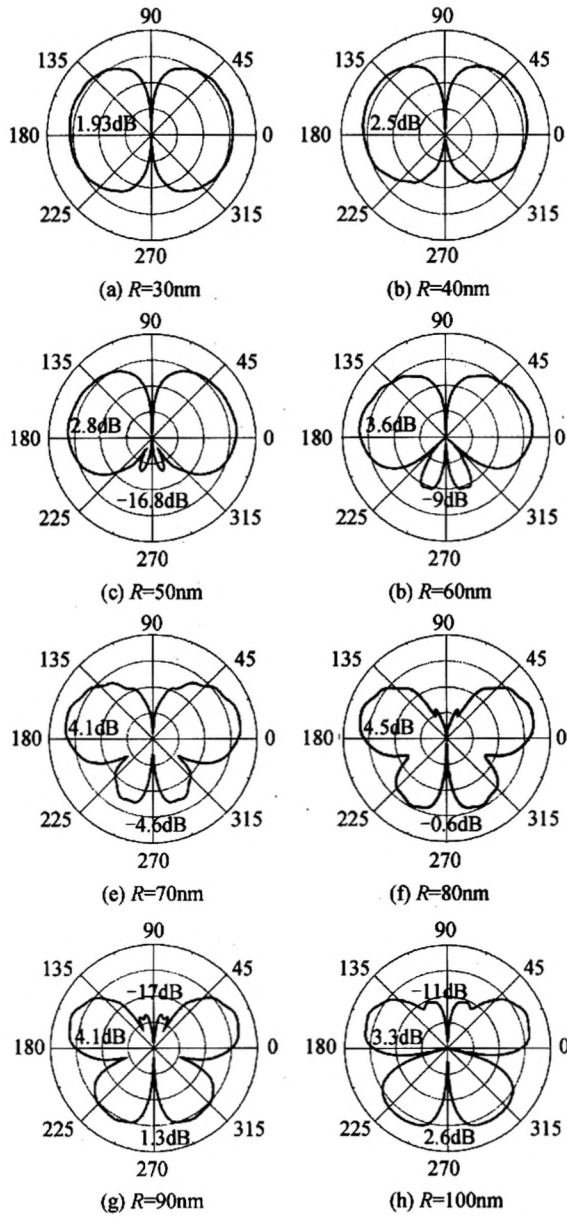 90
90
135
45
135
45
1.93dB
2.5dB
180
0
180
0
225
315
225
315
270
270
(a) R=30nm
(b) R=40nm
90
90
135
45
135
45
2.8dB
3.6dB
180
0
180
0
−16.8dB
−9dB
225
315
225
315
270
270
(c) R=50nm
(b) R=60nm
90
90
135
45
135
45
4.1dB
4.5dB
180
0
180
0
225
315
225
315
−4.6dB
−0.6dB
270
270
(e) R=70nm
(f) R=80nm
90
90
135
45
135
45
−17dB
−11dB
4.1dB
3.3dB
180
0
180
0
225
315
225
315
1.3dB
2.6dB
270
270
(g) R=90nm
(h) R=100nm